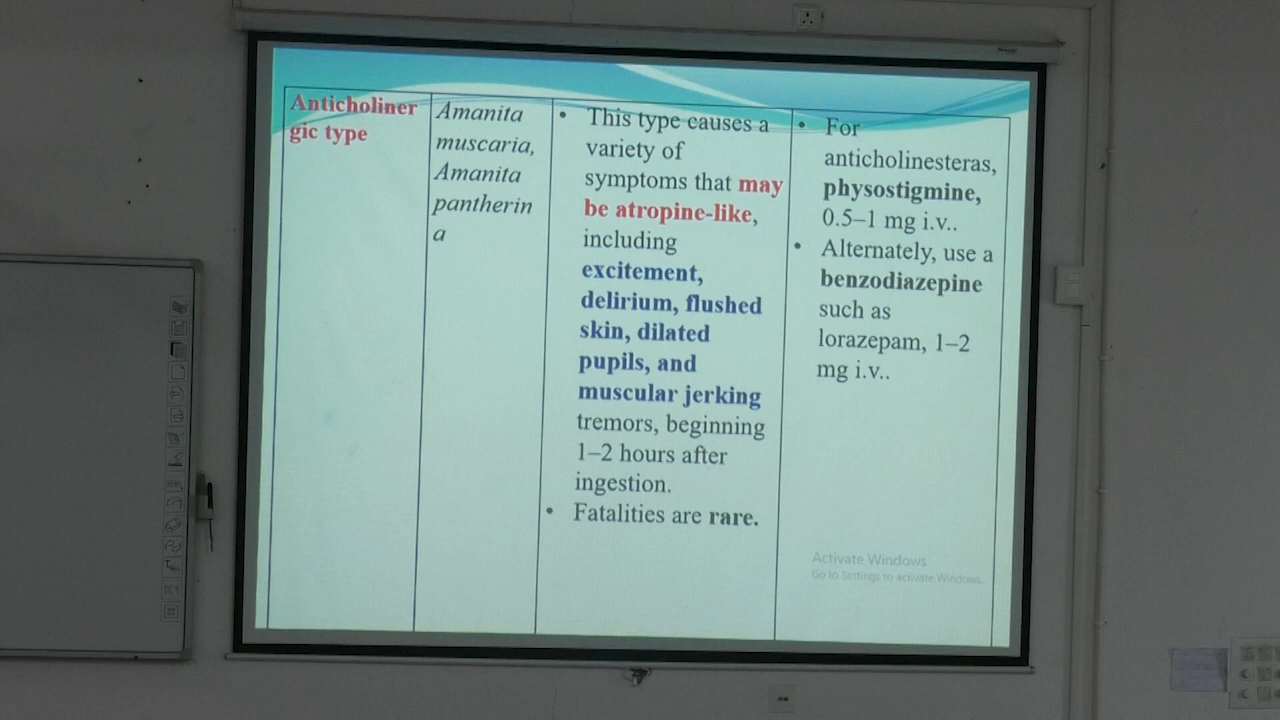 Anticholiner
gic type
Amanita
muscaria,
Amanita
pantherin
a
• This type causes a
variety of
symptoms that may
be atropine-like,
including
excitement,
delirium, flushed
skin, dilated
pupils, and
muscular jerking
tremors, beginning
1–2 hours after
ingestion.
• Fatalities are rare.
• For
anticholinesteras,
physostigmine,
0.5–1 mg i.v..
• Alternately, use a
benzodiazepine
such as
lorazepam, 1–2
mg i.v..
Activate Windows
Go to Settings to activate Windows.